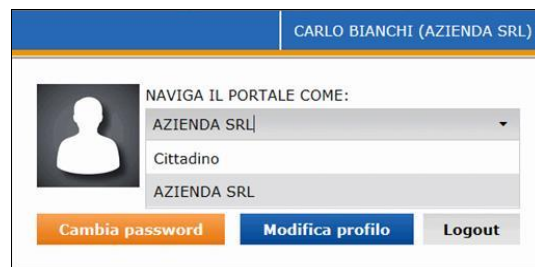 CARLO BIANCHI (AZIENDA SRL)
NAVIGA IL PORTALE COME:
AZIENDA SRL
Cittadino
AZIENDA SRL
Cambia password Modifica profilo Logout